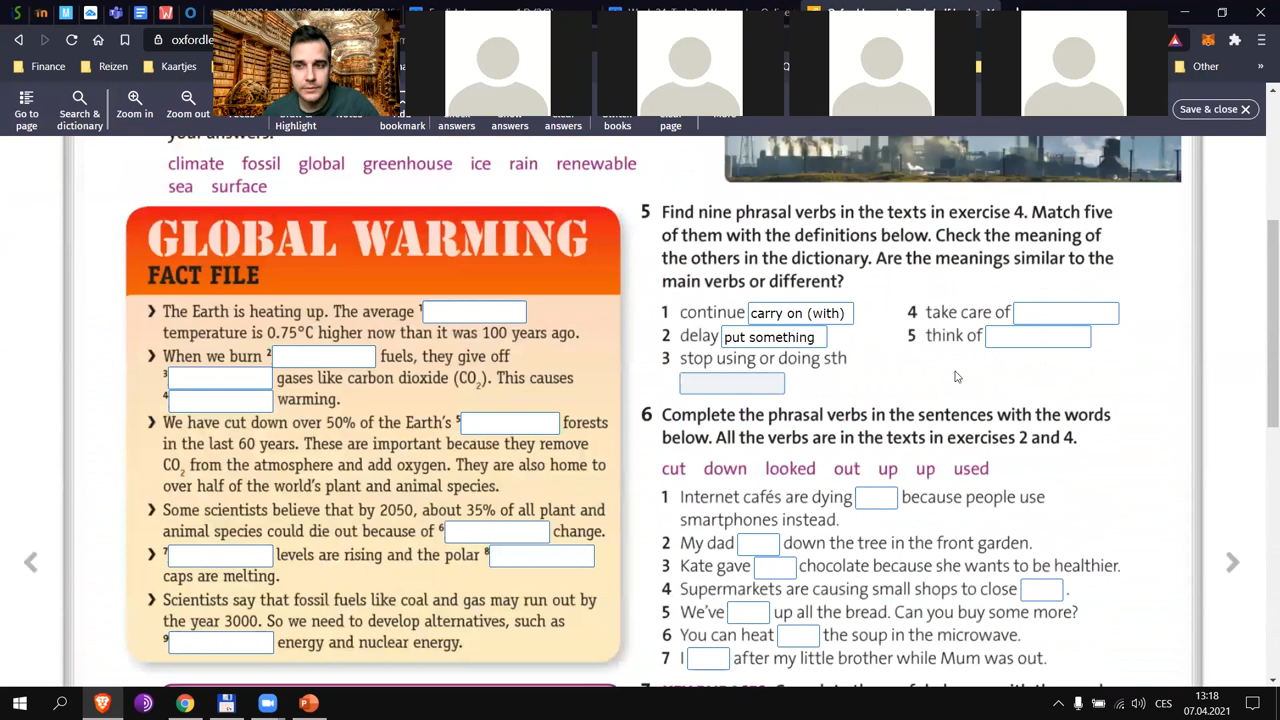 oxfordle
Finance Reizen Kaartjes Other
Go to page Search & dictionary Zoom in Zoom out Highlight bookmark answers answers answers books page Save & close
your answers.
climate fossil global greenhouse ice rain renewable
sea surface
GLOBAL WARMING
FACT FILE
The Earth is heating up. The average 1
temperature is 0.75°C higher now than it was 100 years ago.
When we burn 2 fuels, they give off
3 gases like carbon dioxide (CO2). This causes
4 warming.
We have cut down over 50% of the Earth's 5 forests
in the last 60 years. These are important because they remove
CO2 from the atmosphere and add oxygen. They are also home to
over half of the world's plant and animal species.
Some scientists believe that by 2050, about 35% of all plant and
animal species could die out because of 6 change.
7 levels are rising and the polar 8
caps are melting.
Scientists say that fossil fuels like coal and gas may run out by
the year 3000. So we need to develop alternatives, such as
9 energy and nuclear energy.
5 Find nine phrasal verbs in the texts in exercise 4. Match five
of them with the definitions below. Check the meaning of
the others in the dictionary. Are the meanings similar to the
main verbs or different?
1 continue carry on (with) 4 take care of
2 delay put something 5 think of
3 stop using or doing sth
6 Complete the phrasal verbs in the sentences with the words
below. All the verbs are in the texts in exercises 2 and 4.
cut down looked out up up used
1 Internet cafés are dying because people use
smartphones instead.
2 My dad down the tree in the front garden.
3 Kate gave chocolate because she wants to be healthier.
4 Supermarkets are causing small shops to close .
5 We've up all the bread. Can you buy some more?
6 You can heat the soup in the microwave.
7 I after my little brother while Mum was out.
CES 13:18
07.04.2021